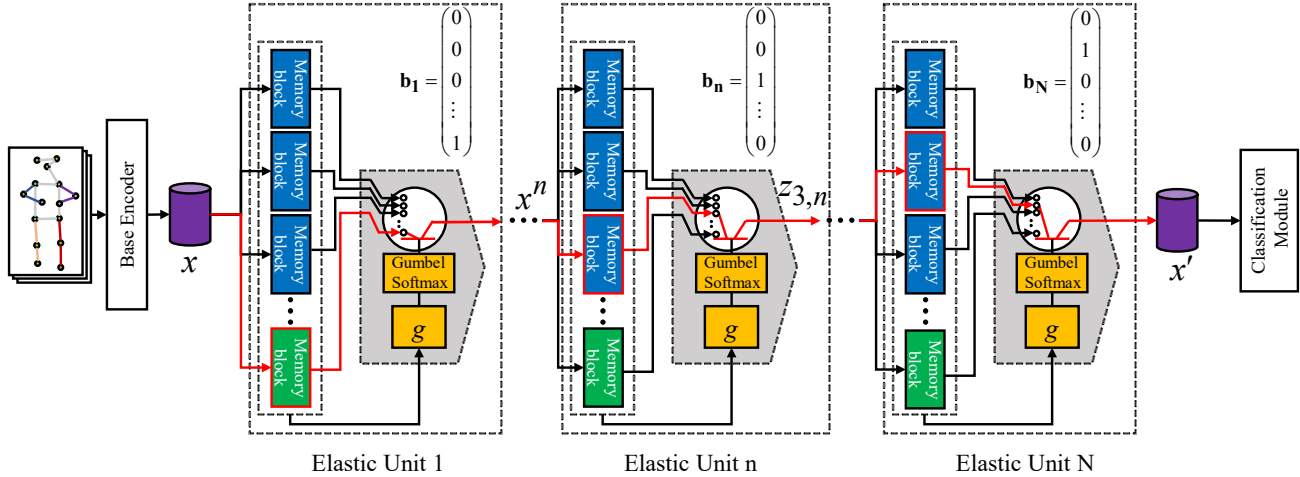 Base Encoder
x
Memory
block
Memory
block
Memory
block
Memory
block
b₁ = (0 0 0 ⋯ 1)
Gumbel
Softmax
g
Elastic Unit 1
xⁿ
Memory
block
Memory
block
Memory
block
Memory
block
bₙ = (0 0 1 ⋯ 0)
Gumbel
Softmax
g
Elastic Unit n
z₃,ₙ
Memory
block
Memory
block
Memory
block
Memory
block
b_N = (0 1 0 ⋯ 0)
Gumbel
Softmax
g
Elastic Unit N
x′
Classification
Module